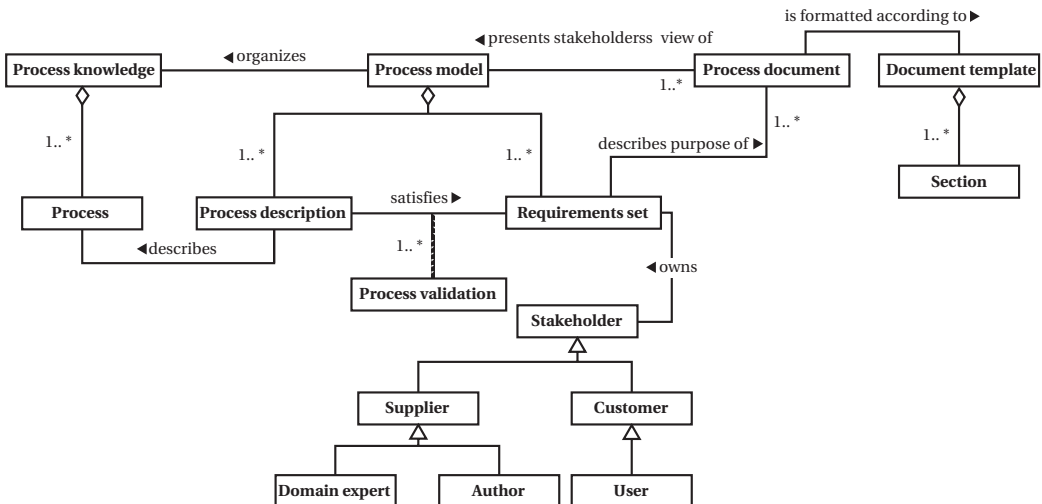 is formatted according to ►
◄ presents stakeholderss view of
◄ organizes
Process knowledge
Process model
Process document
Document template
1..*
1.. *
1.. *
describes purpose of ►
1.. *
1.. *
1.. *
Section
satisfies ►
Process
Process description
Requirements set
◄describes
1.. *
◄ owns
Process validation
Stakeholder
Supplier
Customer
Domain expert
Author
User